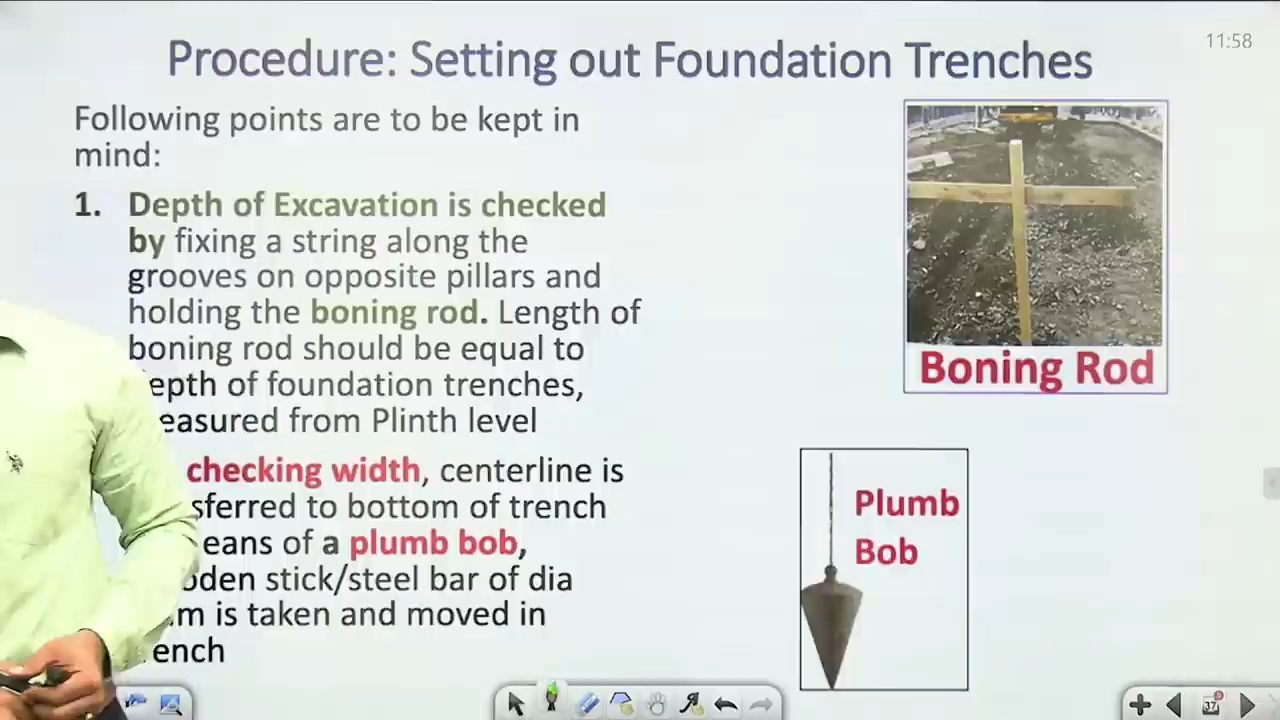 Procedure: Setting out Foundation Trenches
11:58
Following points are to be kept in
mind:
1. Depth of Excavation is checked
by fixing a string along the
grooves on opposite pillars and
holding the boning rod. Length of
boning rod should be equal to
epth of foundation trenches,
easured from Plinth level
checking width, centerline is
sferred to bottom of trench
eans of a plumb bob,
oden stick/steel bar of dia
m is taken and moved in
ench
Boning Rod
Plumb
Bob
37